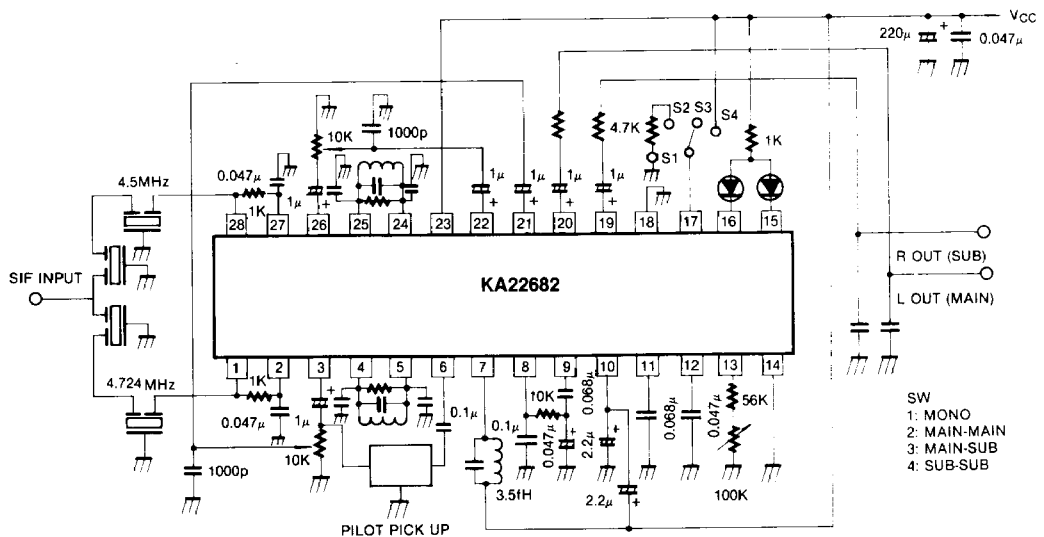 VCC
220μ + 0.047μ
S2 S3 S4
10K 1000p
4.7K
S1
1K
0.047μ
4.5MHz
1K 1μ + 1μ + 1μ + 1μ + 1μ +
28 27 26 25 24 23 22 21 20 19 18 17 16 15
SIF INPUT
KA22682
R OUT (SUB)
L OUT (MAIN)
1 2 3 4 5 6 7 8 9 10 11 12 13 14
4.724 MHz
1K
0.047μ 1μ +
10K
0.1μ
1000p
PILOT PICK UP
3.5fH
0.1μ
10K
0.047μ +
0.068μ
2.2μ +
2.2μ +
0.068μ
0.047μ
56K
100K
SW
1: MONO
2: MAIN-MAIN
3: MAIN-SUB
4: SUB-SUB